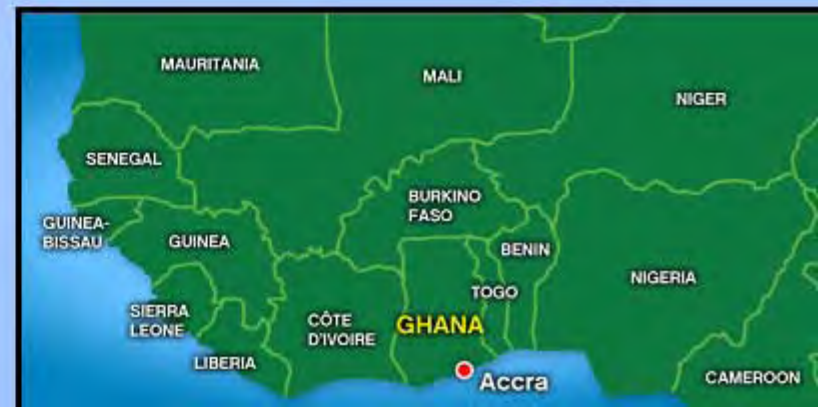 MAURITANIA
MALI
NIGER
SENEGAL
BURKINO
FASO
GUINEA-
BISSAU
GUINEA
BENIN
NIGERIA
TOGO
SIERRA
LEONE
CÔTE
D'IVOIRE
GHANA
LIBERIA
Accra
CAMEROON